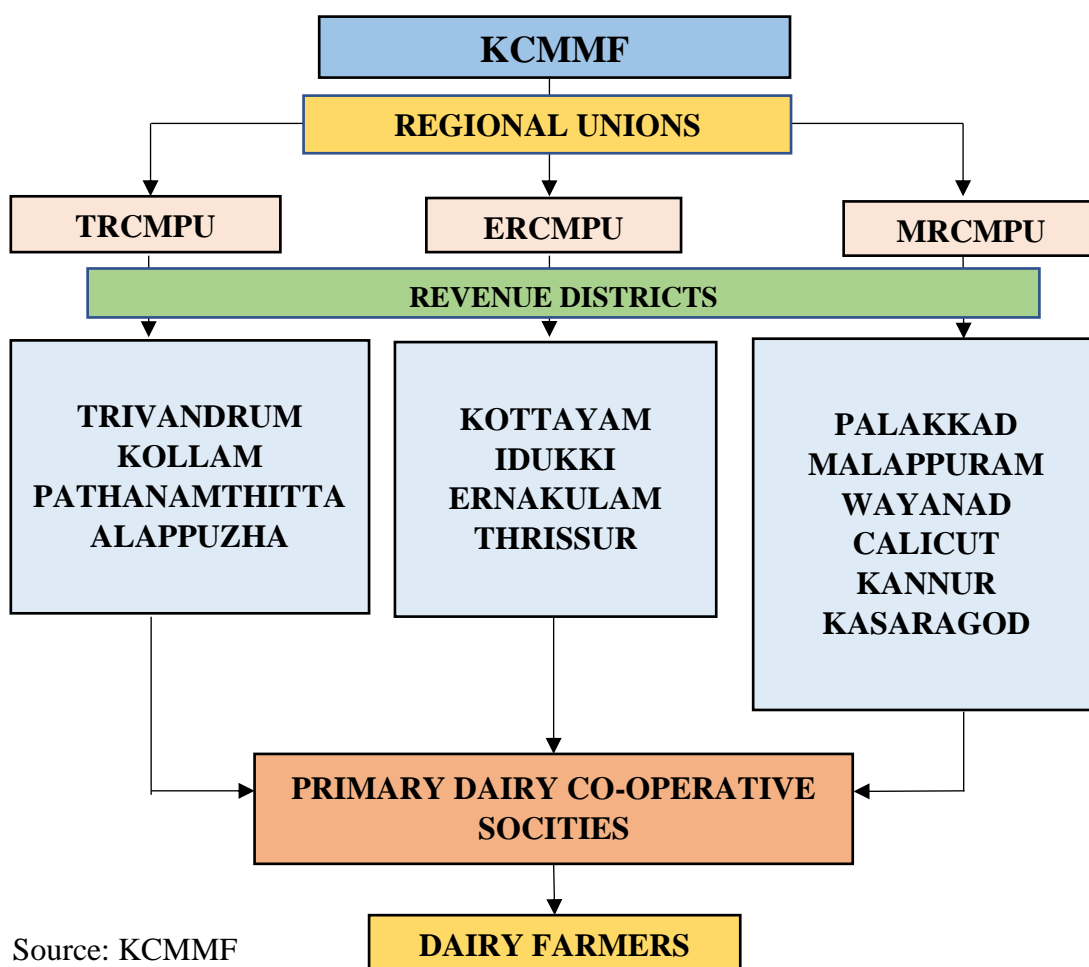 KCMMF
REGIONAL UNIONS
TRCMPU
ERCMPU
MRCMPU
REVENUE DISTRICTS
TRIVANDRUM
KOLLAM
PATHANAMTHITTA
ALAPPUZHA
KOTTAYAM
IDUKKI
ERNAKULAM
THRISSUR
PALAKKAD
MALAPPURAM
WAYANAD
CALICUT
KANNUR
KASARAGOD
PRIMARY DAIRY CO-OPERATIVE
SOCITIES
DAIRY FARMERS
Source: KCMMF